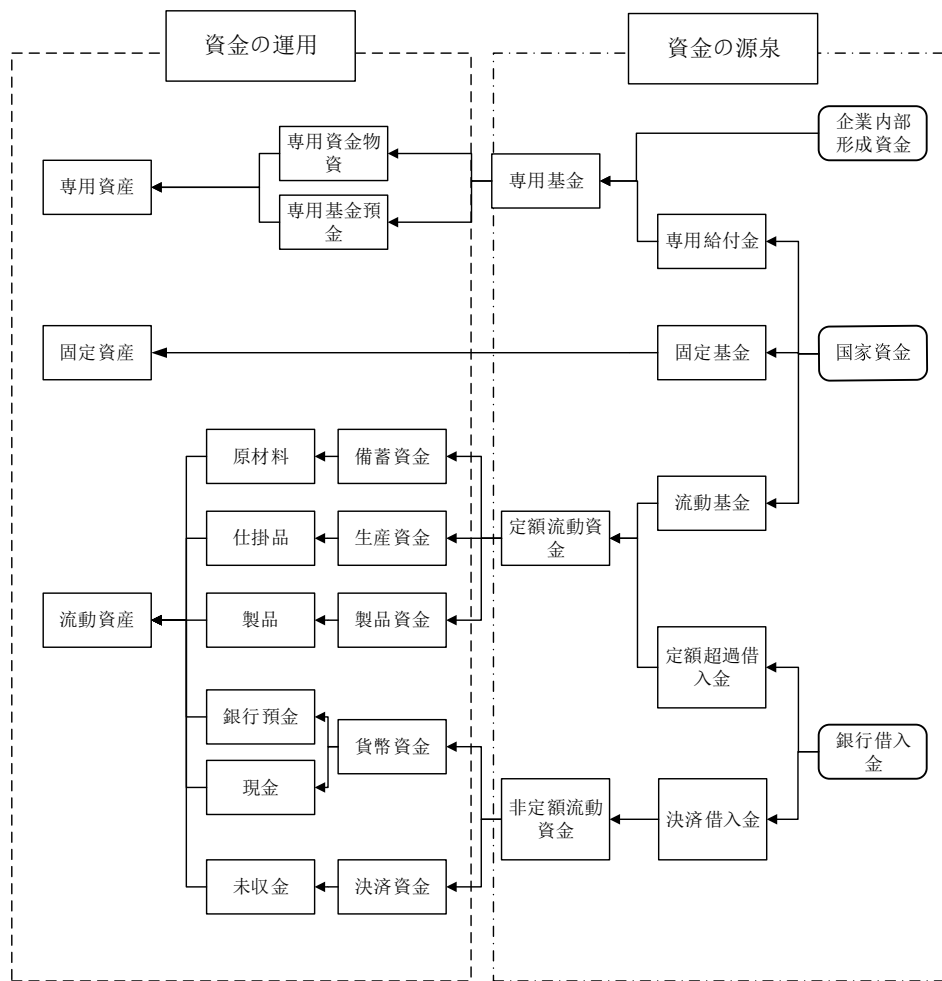 資金の運用
資金の源泉
企業内部
形成資金
専用資金物
資
専用資産
専用基金
専用基金預
金
専用給付金
固定資産
固定基金
国家資金
原材料
備蓄資金
流動基金
仕掛品
生産資金
定額流動資
金
流動資産
製品
製品資金
定額超過借
入金
銀行預金
貨幣資金
銀行借入
金
現金
非定額流動
資金
決済借入金
未収金
決済資金